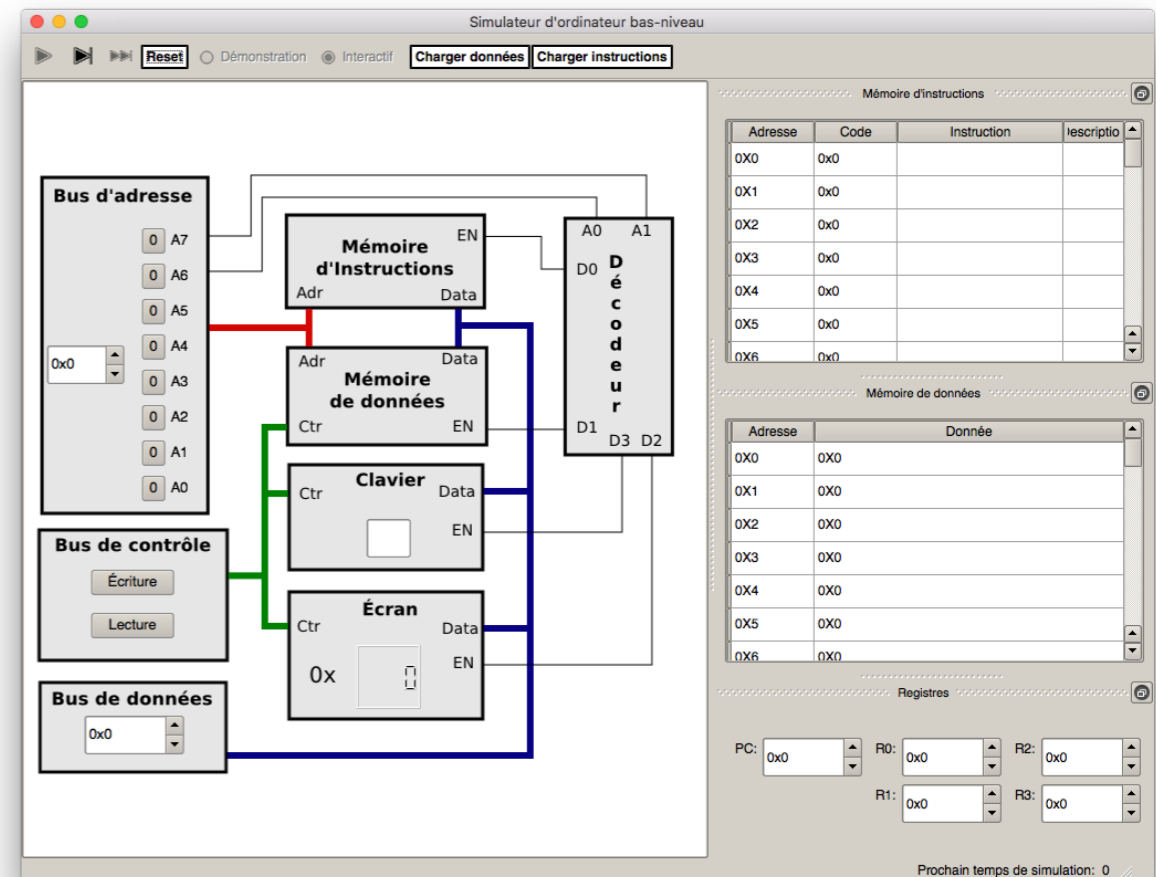 Simulateur d'ordinateur bas-niveau
Reset Démonstration Interactif Charger données Charger instructions
Bus d'adresse
0 A7
0 A6
0 A5
0 A4
0x0
0 A3
0 A2
0 A1
0 A0
Mémoire d'Instructions
EN
Adr Data
Adr Data
Mémoire de données
Ctr EN
A0 A1
D0
Décodeur
D1
D3 D2
Clavier
Ctr Data
EN
Bus de contrôle
Écriture
Lecture
Écran
Ctr Data
EN
0x 0
Bus de données
0x0
Mémoire d'instructions
Adresse Code Instruction escriptio
0X0 0x0
0X1 0x0
0X2 0x0
0X3 0x0
0X4 0x0
0X5 0x0
0X6 0x0
Mémoire de données
Adresse Donnée
0X0 0X0
0X1 0X0
0X2 0X0
0X3 0X0
0X4 0X0
0X5 0X0
0X6 0X0
Registres
PC: 0x0 R0: 0x0 R2: 0x0
R1: 0x0 R3: 0x0
Prochain temps de simulation: 0